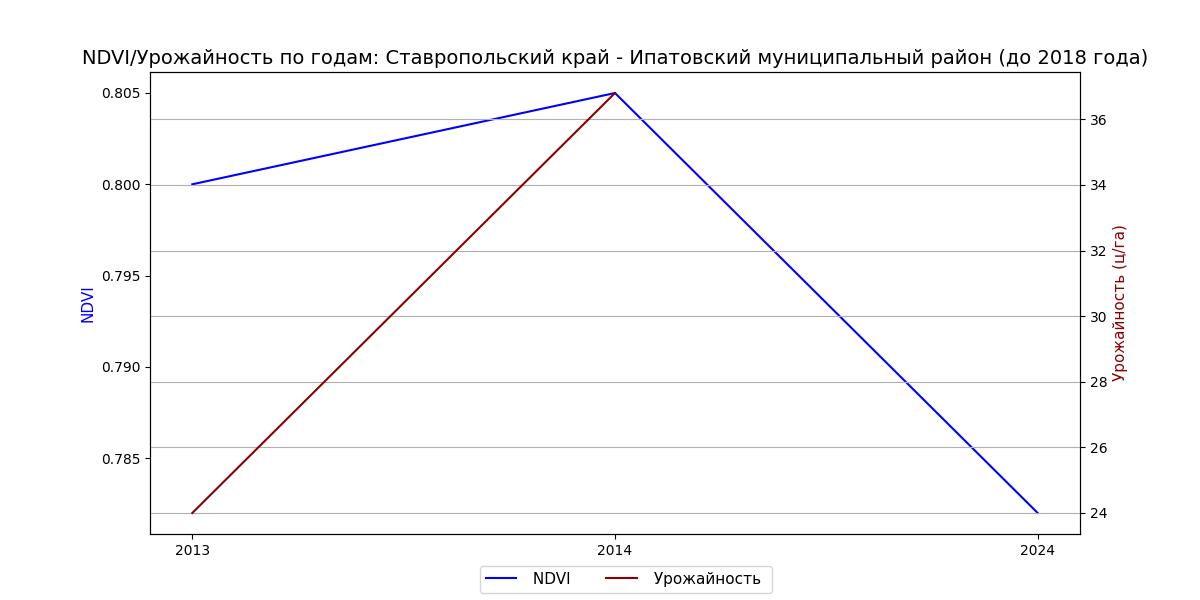 NDVI/Урожайность по годам: Ставропольский край - Ипатовский муниципальный район (до 2018 года)
0.805
0.800
0.795
0.790
0.785
NDVI
36
34
32
30
28
26
24
Урожайность (ц/га)
2013 2014 2024
NDVI Урожайность